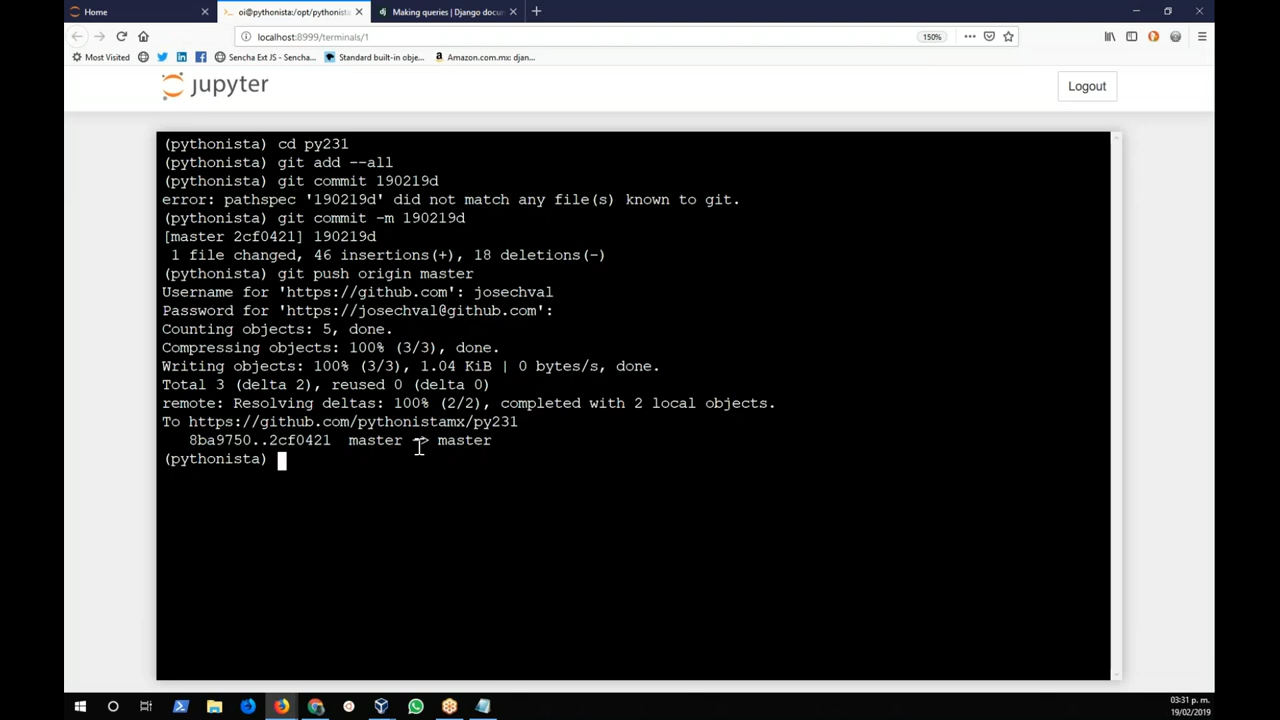 Home
oi@pythonista:/opt/pythonist
Making queries | Django docu
localhost:8999/terminals/1
150%
Most Visited
Sencha Ext JS - Sencha...
Standard built-in obje...
Amazon.com.mx: djan...
jupyter
Logout
(pythonista) cd py231
(pythonista) git add --all
(pythonista) git commit 190219d
error: pathspec '190219d' did not match any file(s) known to git.
(pythonista) git commit -m 190219d
[master 2cf0421] 190219d
1 file changed, 46 insertions(+), 18 deletions(-)
(pythonista) git push origin master
Username for 'https://github.com': josechval
Password for 'https://josechval@github.com':
Counting objects: 5, done.
Compressing objects: 100% (3/3), done.
Writing objects: 100% (3/3), 1.04 KiB | 0 bytes/s, done.
Total 3 (delta 2), reused 0 (delta 0)
remote: Resolving deltas: 100% (2/2), completed with 2 local objects.
To https://github.com/pythonistamx/py231
8ba9750..2cf0421 master -> master
(pythonista)
03:31 p. m.
19/02/2019